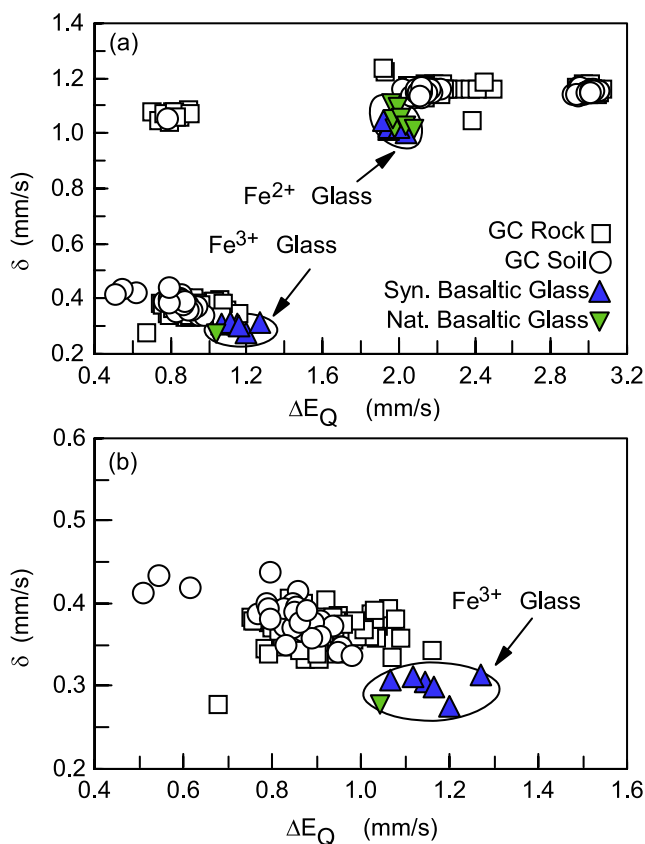 (a)
1.4
1.2
1.0
0.8
0.6
0.4
0.2
δ (mm/s)
Fe2+ Glass
Fe3+ Glass
GC Rock
GC Soil
Syn. Basaltic Glass
Nat. Basaltic Glass
0.4 0.8 1.2 1.6 2.0 2.4 2.8 3.2
ΔEQ (mm/s)
(b)
0.6
0.5
0.4
0.3
0.2
δ (mm/s)
Fe3+ Glass
0.4 0.6 0.8 1.0 1.2 1.4 1.6
ΔEQ (mm/s)